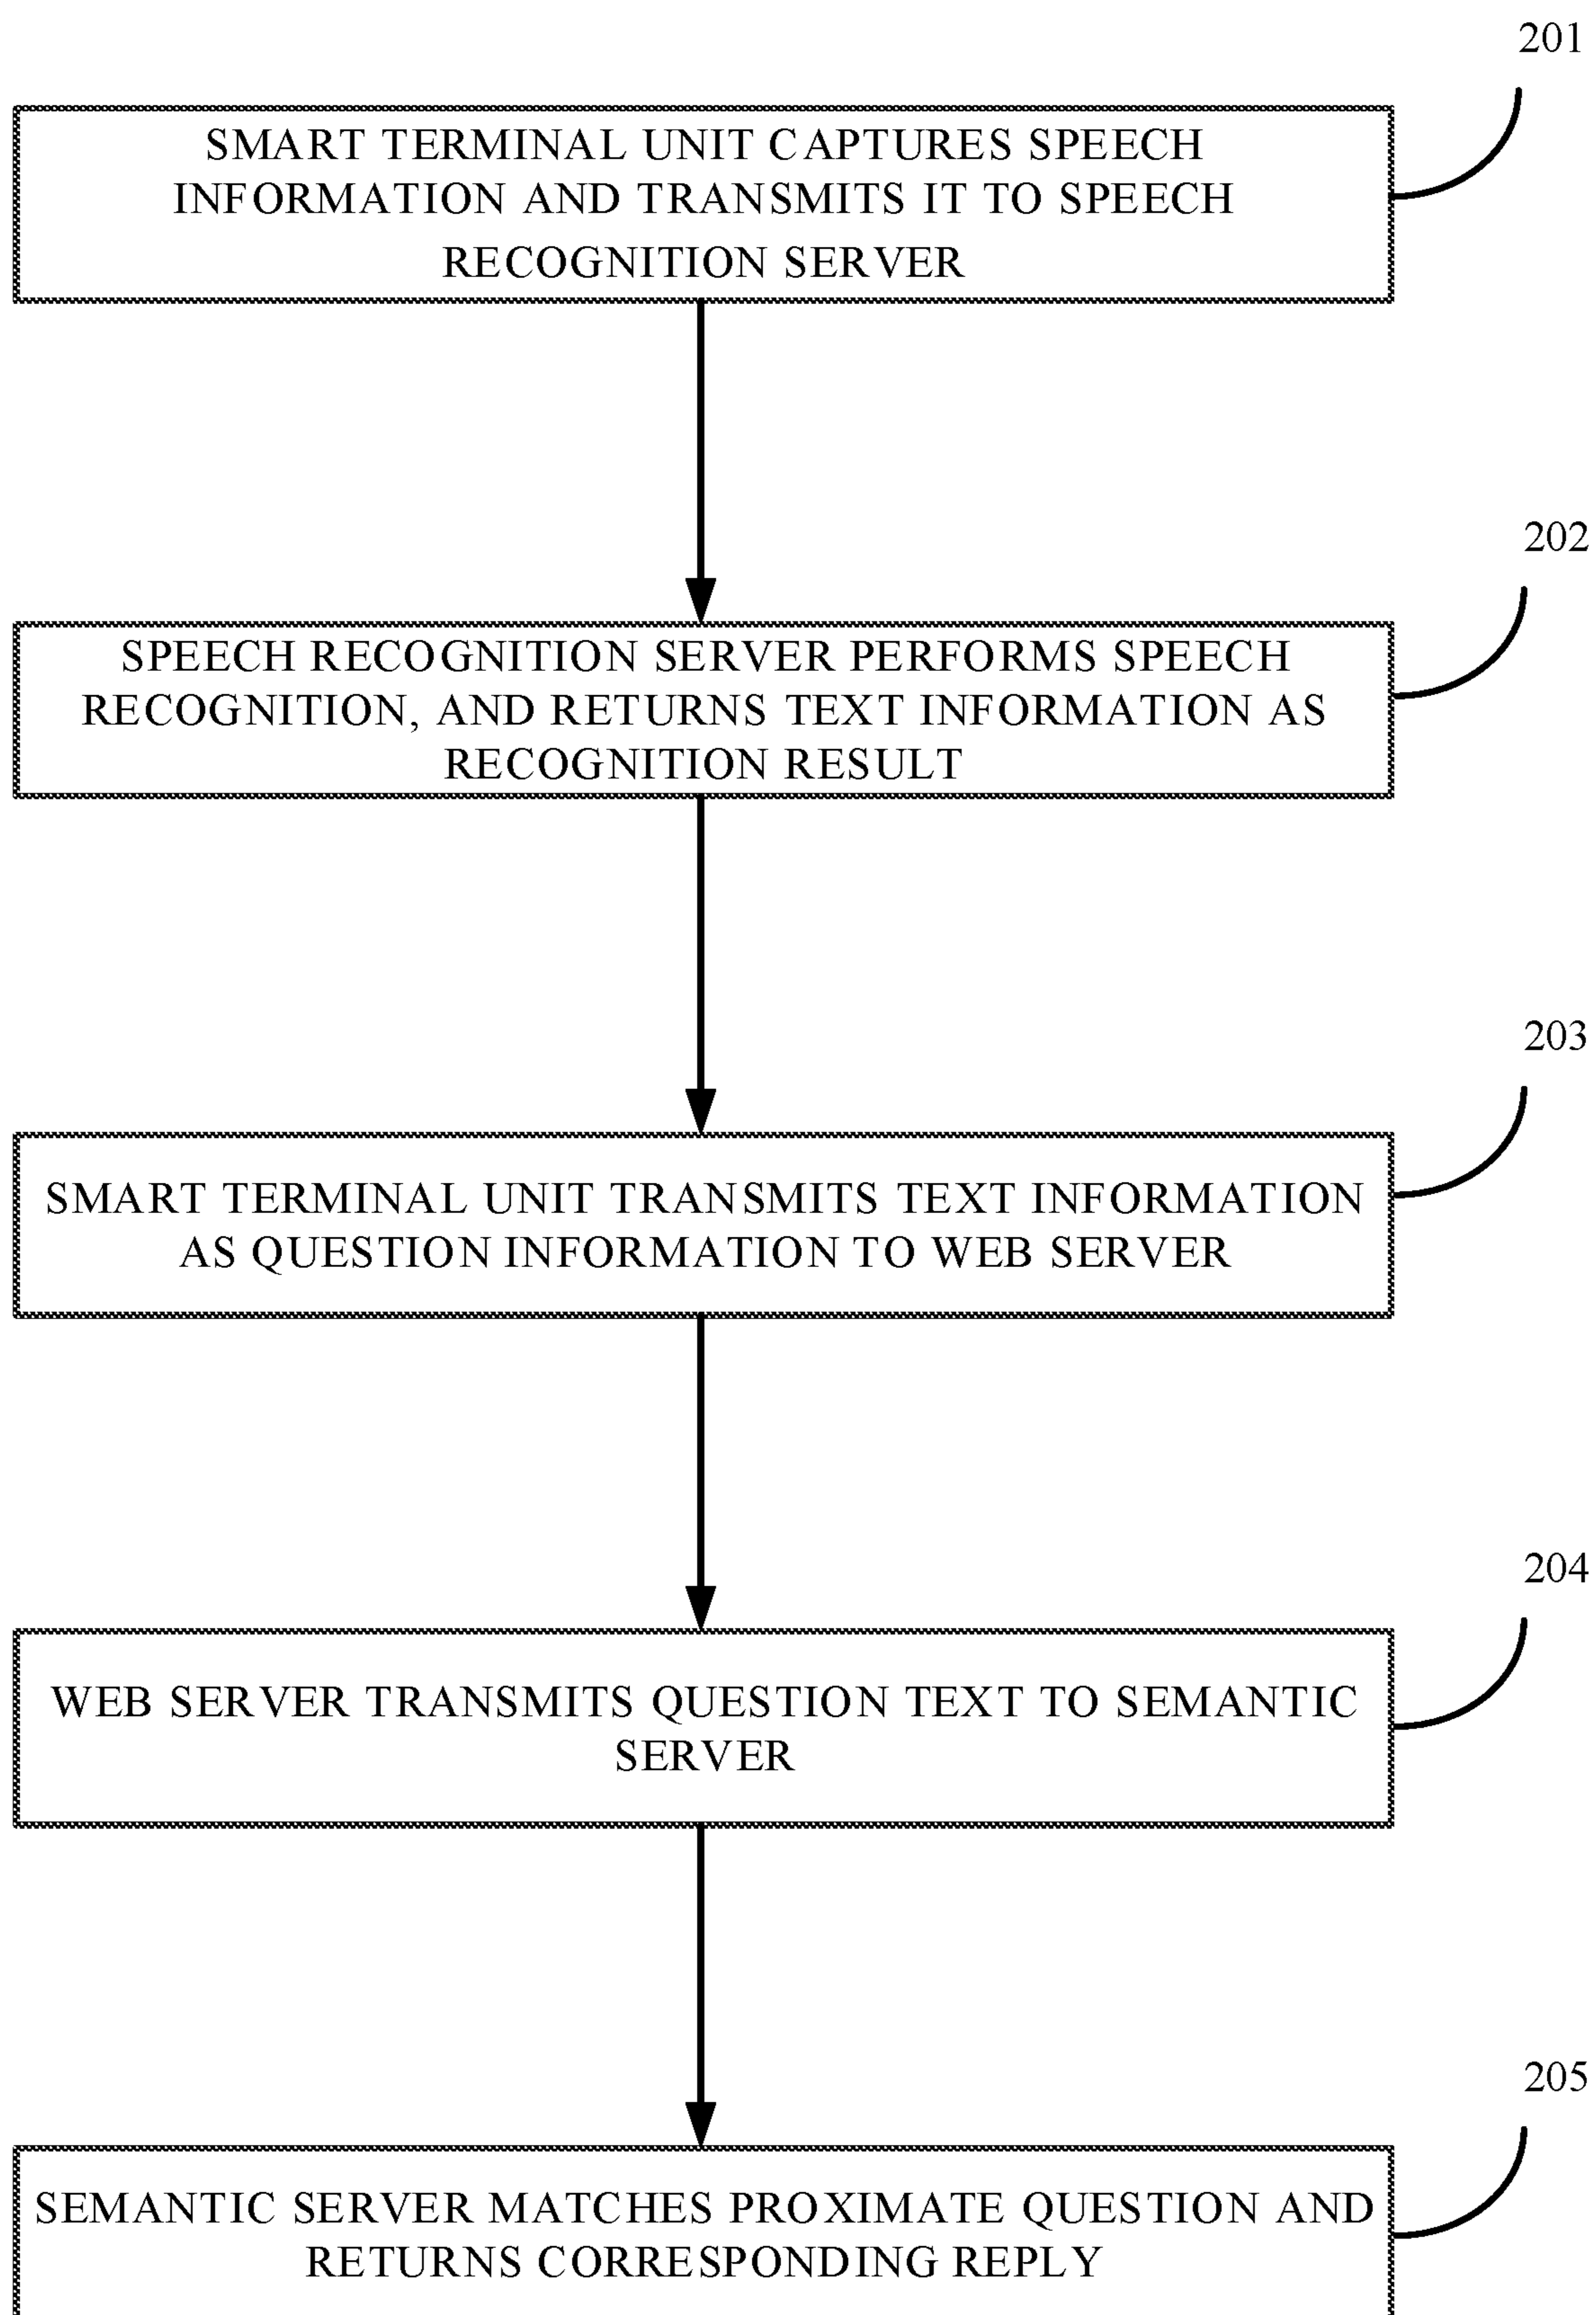 201
SMART TERMINAL UNIT CAPTURES SPEECH
INFORMATION AND TRANSMITS IT TO SPEECH
RECOGNITION SERVER
202
SPEECH RECOGNITION SERVER PERFORMS SPEECH
RECOGNITION, AND RETURNS TEXT INFORMATION AS
RECOGNITION RESULT
203
SMART TERMINAL UNIT TRANSMITS TEXT INFORMATION
AS QUESTION INFORMATION TO WEB SERVER
204
WEB SERVER TRANSMITS QUESTION TEXT TO SEMANTIC
SERVER
205
SEMANTIC SERVER MATCHES PROXIMATE QUESTION AND
RETURNS CORRESPONDING REPLY